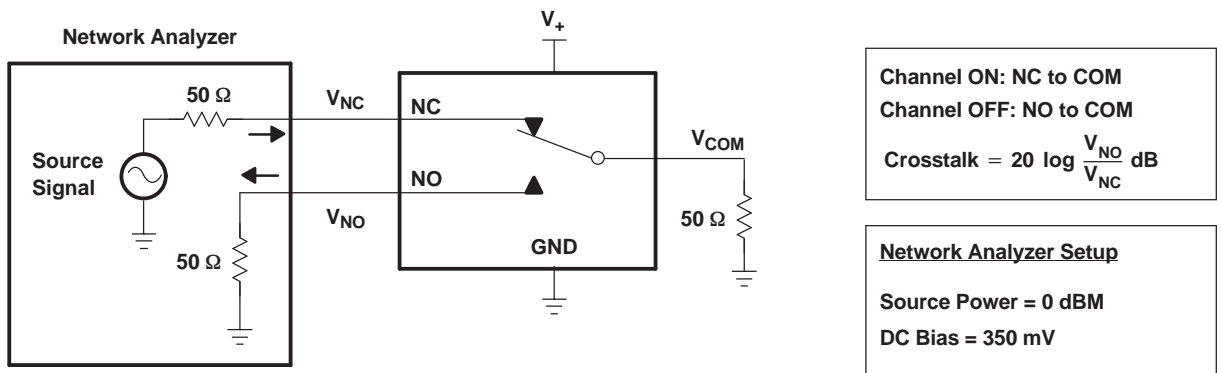 Network Analyzer
V+
50 Ω
VNC
NC
Source
Signal
VCOM
NO
VNO
50 Ω
50 Ω
GND
Channel ON: NC to COM
Channel OFF: NO to COM
Crosstalk = 20 log VNO/VNC dB
Network Analyzer Setup
Source Power = 0 dBM
DC Bias = 350 mV